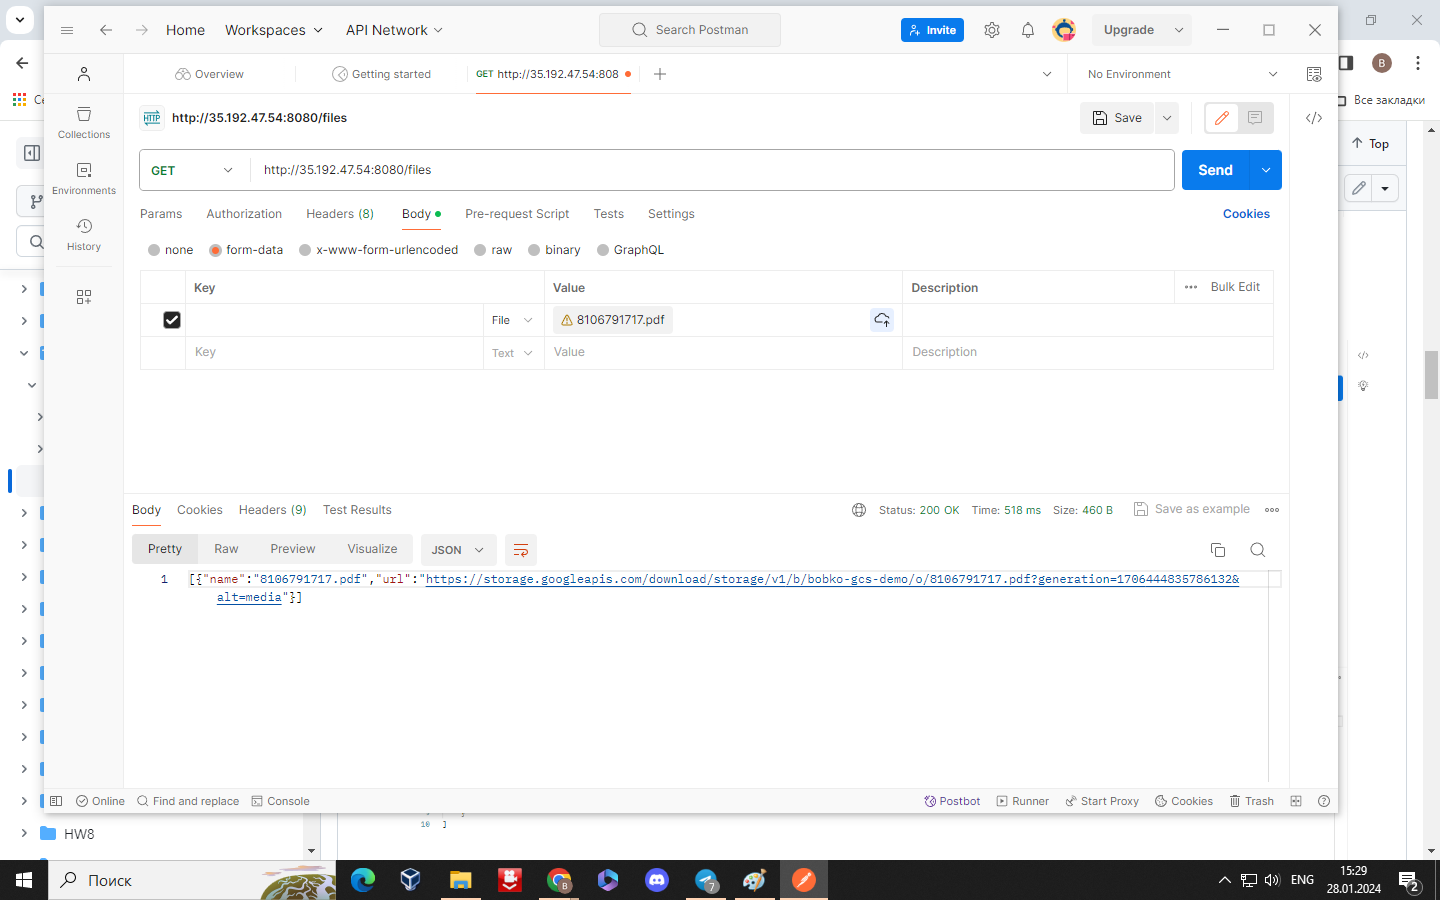 Home
Workspaces
API Network
Search Postman
Invite
Upgrade
Overview
Getting started
GET http://35.192.47.54:808
No Environment
HTTP http://35.192.47.54:8080/files
Save
Все закладки
Collections
Top
GET
http://35.192.47.54:8080/files
Send
Environments
Params
Authorization
Headers (8)
Body
Pre-request Script
Tests
Settings
Cookies
History
none
form-data
x-www-form-urlencoded
raw
binary
GraphQL
Key
Value
Description
Bulk Edit
File
8106791717.pdf
Key
Text
Value
Description
Body
Cookies
Headers (9)
Test Results
Status: 200 OK
Time: 518 ms
Size: 460 B
Save as example
Pretty
Raw
Preview
Visualize
JSON
1 [{"name":"8106791717.pdf","url":"https://storage.googleapis.com/download/storage/v1/b/bobko-gcs-demo/o/8106791717.pdf?generation=1706444835786132&
alt=media"}]
Online
Find and replace
Console
Postbot
Runner
Start Proxy
Cookies
Trash
10 ]
HW8
Поиск
B
B
7
ENG
15:29
28.01.2024
2